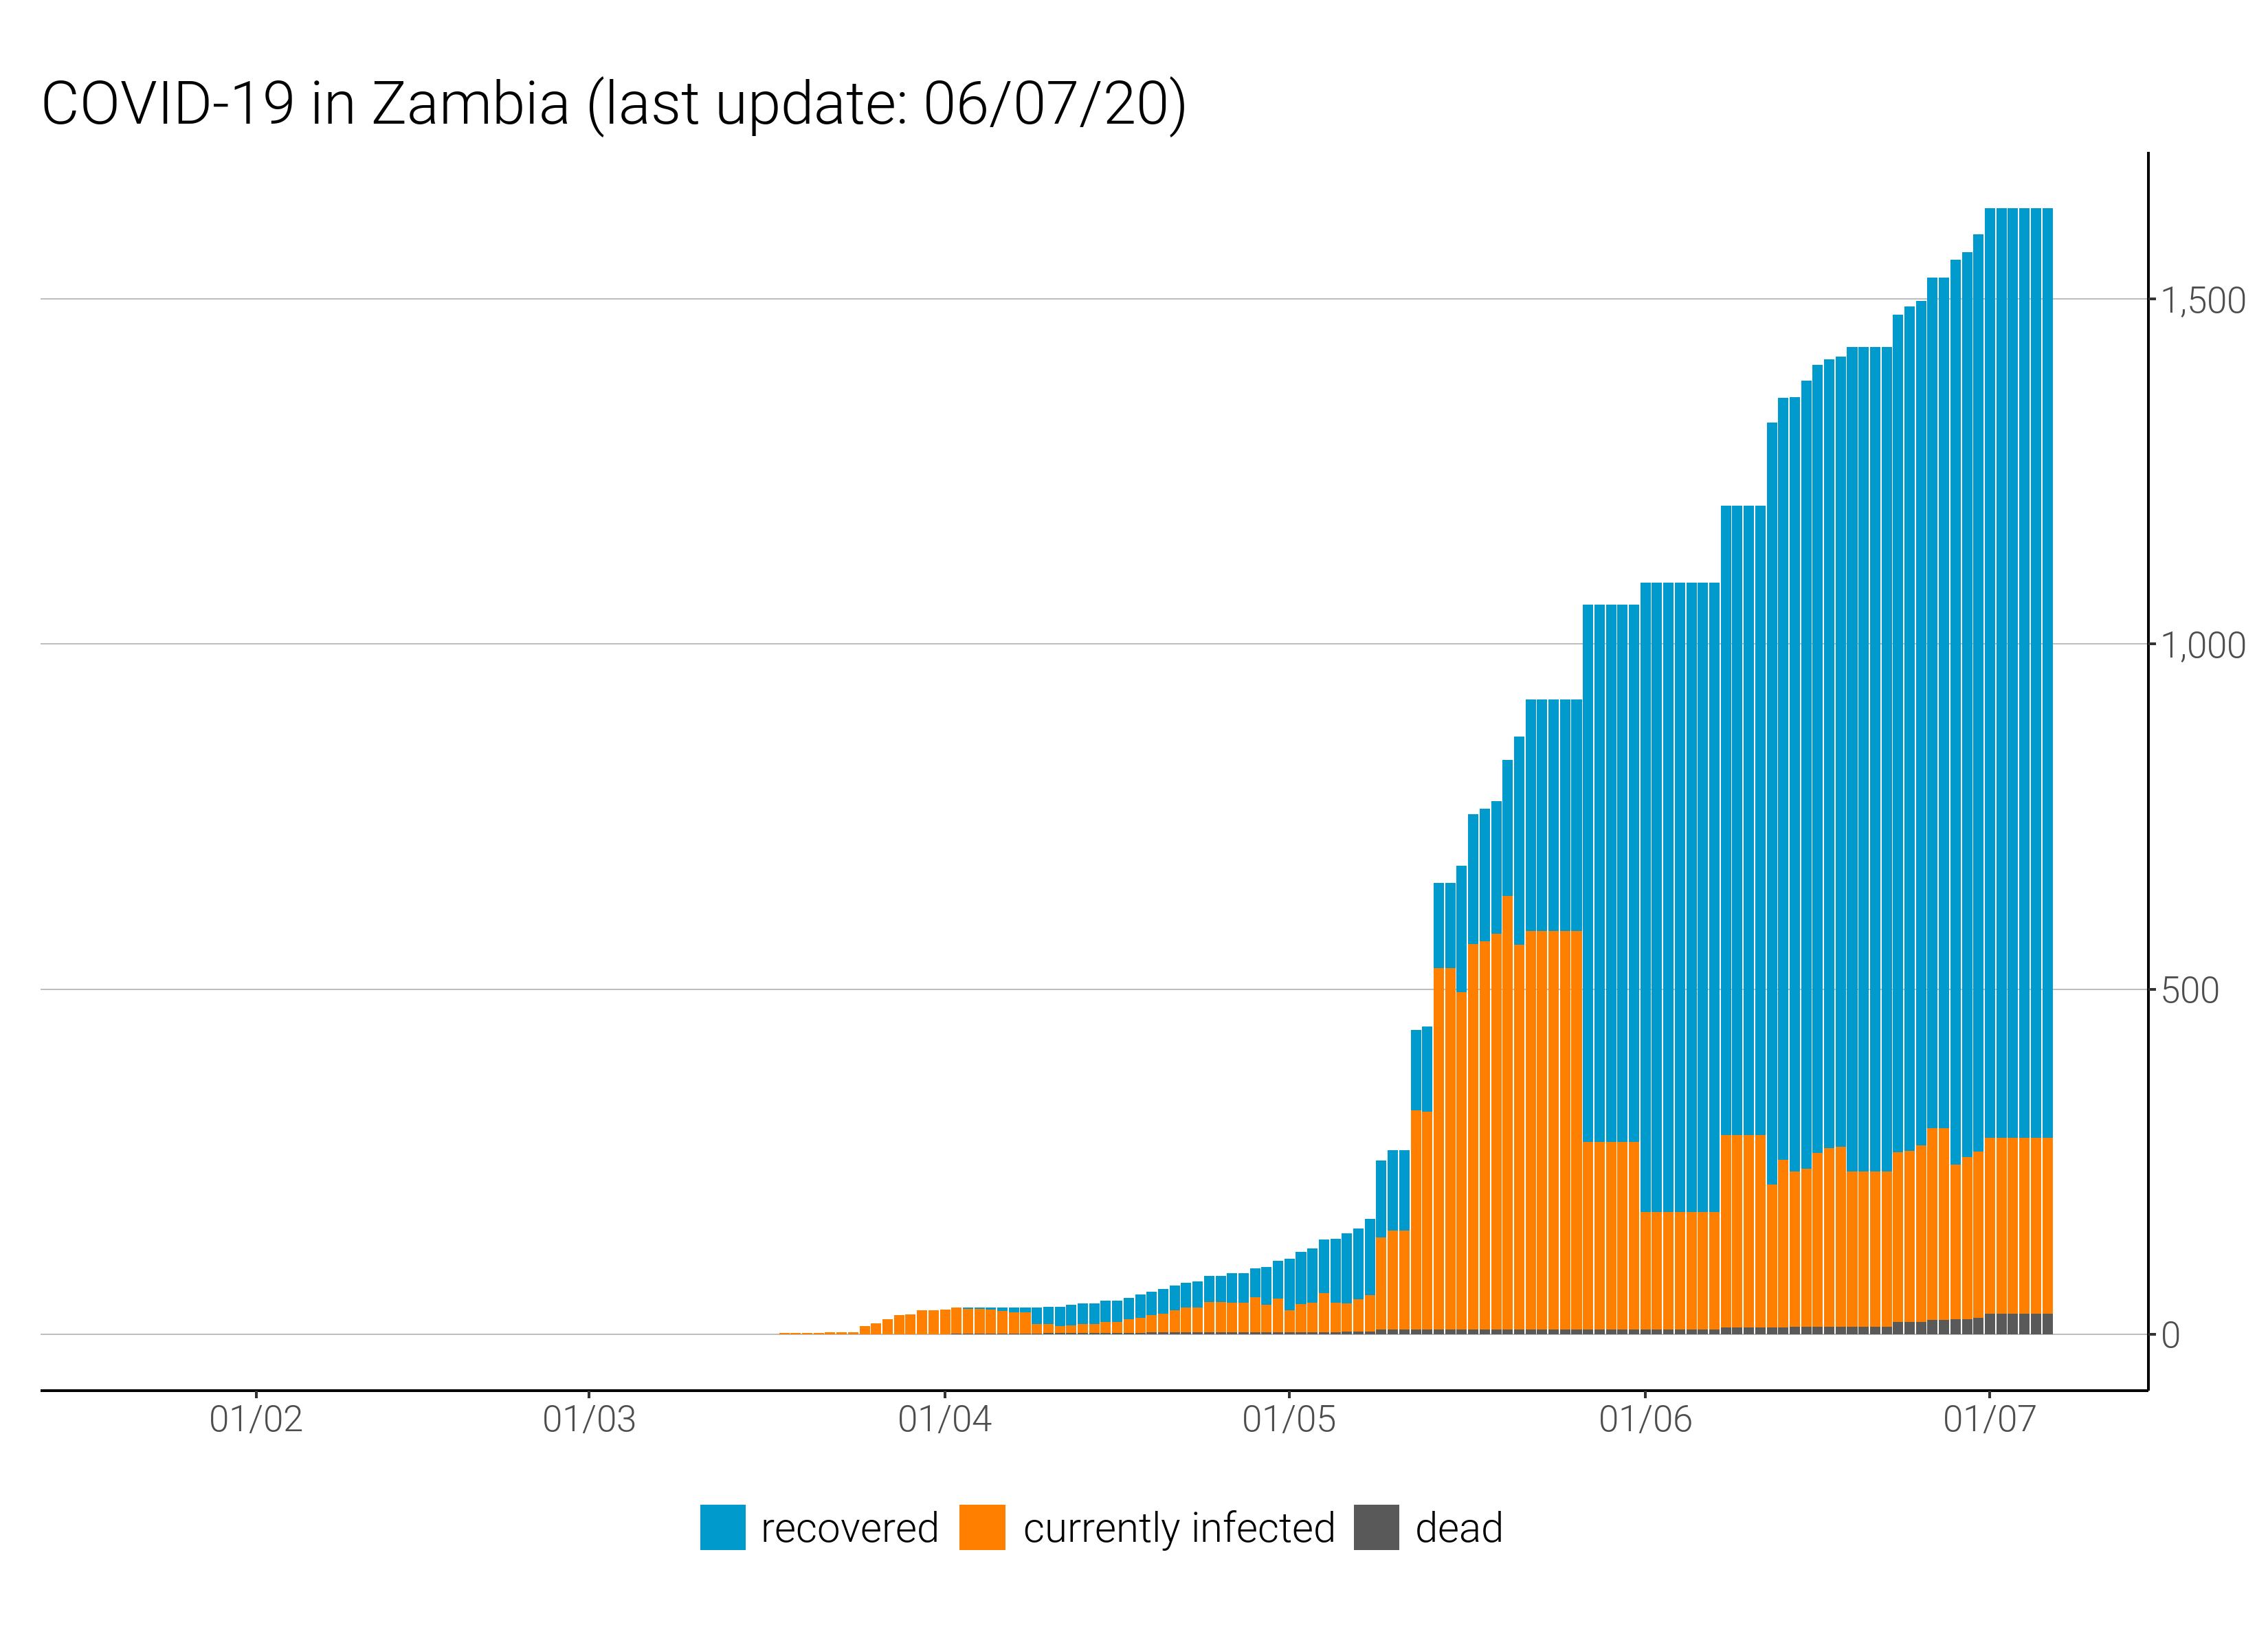 COVID-19 in Zambia (last update: 06/07/20)
1,500
1,000
500
0
01/02 01/03 01/04 01/05 01/06 01/07
recovered currently infected dead